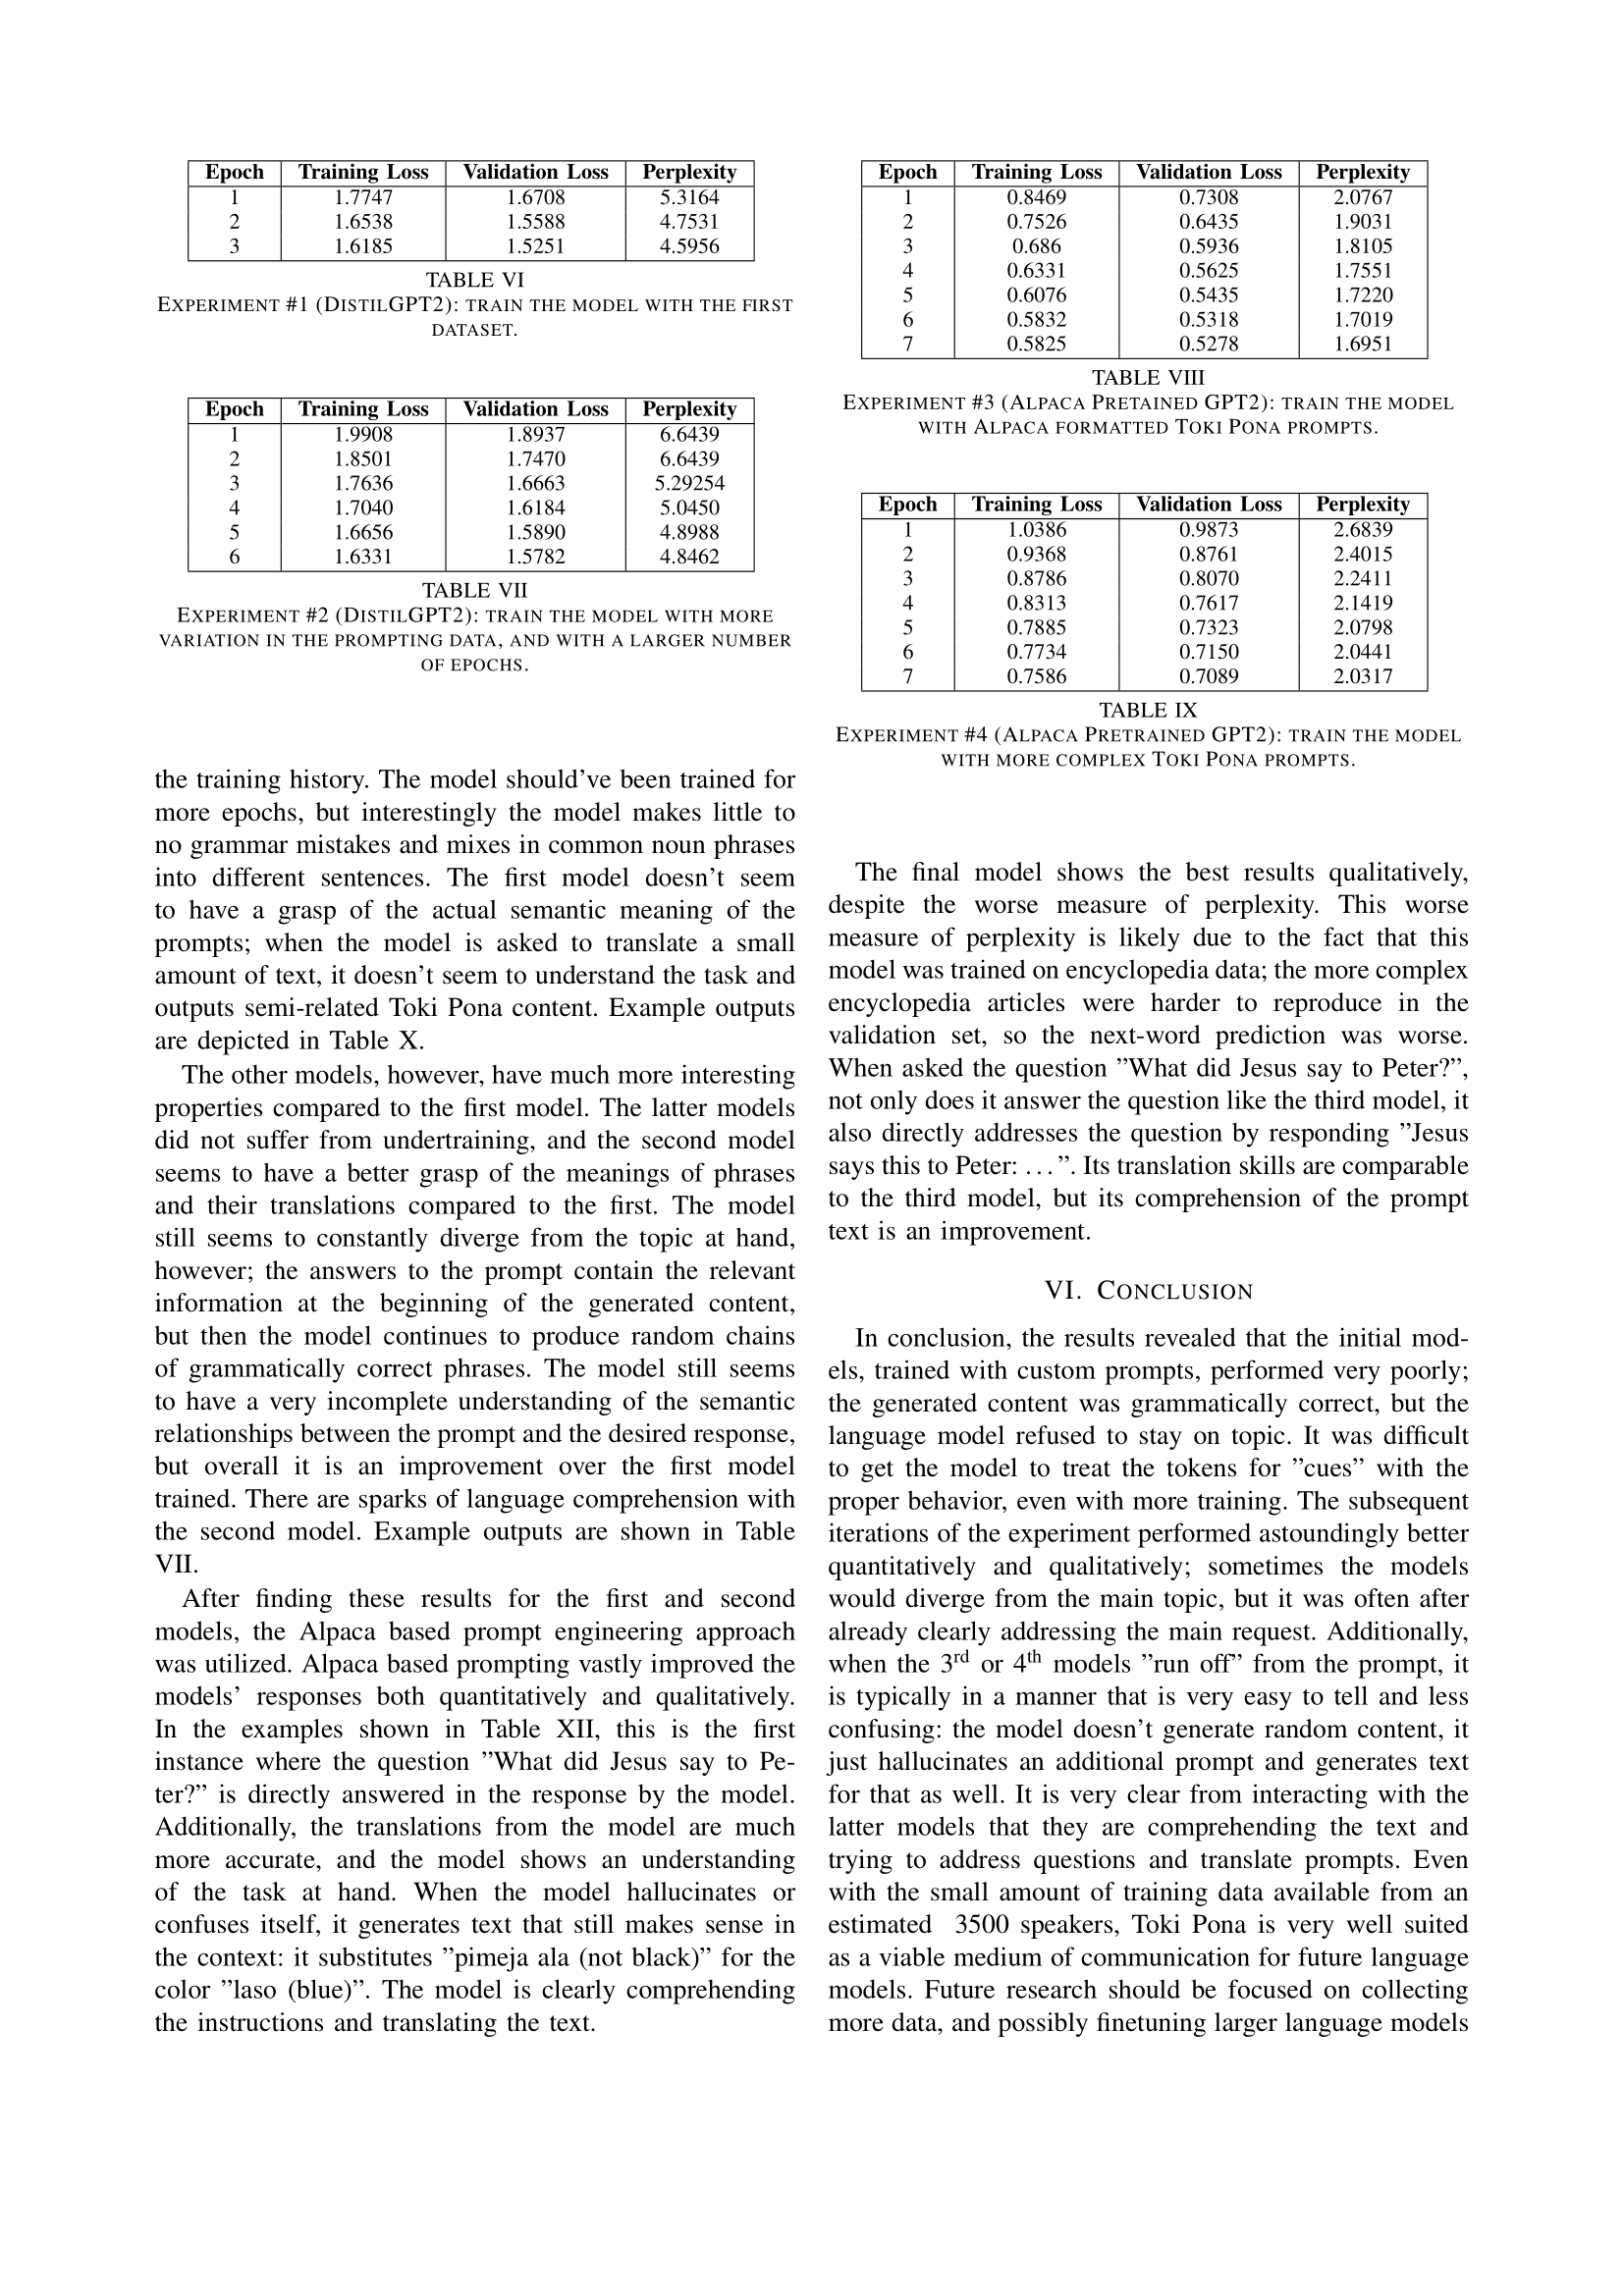 Epoch Training Loss Validation Loss Perplexity
1 1.7747 1.6708 5.3164
2 1.6538 1.5588 4.7531
3 1.6185 1.5251 4.5956
TABLE VI
EXPERIMENT #1 (DISTILGPT2): TRAIN THE MODEL WITH THE FIRST
DATASET.
Epoch Training Loss Validation Loss Perplexity
1 1.9908 1.8937 6.6439
2 1.8501 1.7470 6.6439
3 1.7636 1.6663 5.29254
4 1.7040 1.6184 5.0450
5 1.6656 1.5890 4.8988
6 1.6331 1.5782 4.8462
TABLE VII
EXPERIMENT #2 (DISTILGPT2): TRAIN THE MODEL WITH MORE
VARIATION IN THE PROMPTING DATA, AND WITH A LARGER NUMBER
OF EPOCHS.
the training history. The model should've been trained for
more epochs, but interestingly the model makes little to
no grammar mistakes and mixes in common noun phrases
into different sentences. The first model doesn't seem
to have a grasp of the actual semantic meaning of the
prompts; when the model is asked to translate a small
amount of text, it doesn't seem to understand the task and
outputs semi-related Toki Pona content. Example outputs
are depicted in Table X.
The other models, however, have much more interesting
properties compared to the first model. The latter models
did not suffer from undertraining, and the second model
seems to have a better grasp of the meanings of phrases
and their translations compared to the first. The model
still seems to constantly diverge from the topic at hand,
however; the answers to the prompt contain the relevant
information at the beginning of the generated content,
but then the model continues to produce random chains
of grammatically correct phrases. The model still seems
to have a very incomplete understanding of the semantic
relationships between the prompt and the desired response,
but overall it is an improvement over the first model
trained. There are sparks of language comprehension with
the second model. Example outputs are shown in Table
VII.
After finding these results for the first and second
models, the Alpaca based prompt engineering approach
was utilized. Alpaca based prompting vastly improved the
models' responses both quantitatively and qualitatively.
In the examples shown in Table XII, this is the first
instance where the question ”What did Jesus say to Pe-
ter?” is directly answered in the response by the model.
Additionally, the translations from the model are much
more accurate, and the model shows an understanding
of the task at hand. When the model hallucinates or
confuses itself, it generates text that still makes sense in
the context: it substitutes ”pimeja ala (not black)” for the
color ”laso (blue)”. The model is clearly comprehending
the instructions and translating the text.
Epoch Training Loss Validation Loss Perplexity
1 0.8469 0.7308 2.0767
2 0.7526 0.6435 1.9031
3 0.686 0.5936 1.8105
4 0.6331 0.5625 1.7551
5 0.6076 0.5435 1.7220
6 0.5832 0.5318 1.7019
7 0.5825 0.5278 1.6951
TABLE VIII
EXPERIMENT #3 (ALPACA PRETAINED GPT2): TRAIN THE MODEL
WITH ALPACA FORMATTED TOKI PONA PROMPTS.
Epoch Training Loss Validation Loss Perplexity
1 1.0386 0.9873 2.6839
2 0.9368 0.8761 2.4015
3 0.8786 0.8070 2.2411
4 0.8313 0.7617 2.1419
5 0.7885 0.7323 2.0798
6 0.7734 0.7150 2.0441
7 0.7586 0.7089 2.0317
TABLE IX
EXPERIMENT #4 (ALPACA PRETRAINED GPT2): TRAIN THE MODEL
WITH MORE COMPLEX TOKI PONA PROMPTS.
The final model shows the best results qualitatively,
despite the worse measure of perplexity. This worse
measure of perplexity is likely due to the fact that this
model was trained on encyclopedia data; the more complex
encyclopedia articles were harder to reproduce in the
validation set, so the next-word prediction was worse.
When asked the question ”What did Jesus say to Peter?”,
not only does it answer the question like the third model, it
also directly addresses the question by responding ”Jesus
says this to Peter: ...”. Its translation skills are comparable
to the third model, but its comprehension of the prompt
text is an improvement.
VI. CONCLUSION
In conclusion, the results revealed that the initial mod-
els, trained with custom prompts, performed very poorly;
the generated content was grammatically correct, but the
language model refused to stay on topic. It was difficult
to get the model to treat the tokens for ”cues” with the
proper behavior, even with more training. The subsequent
iterations of the experiment performed astoundingly better
quantitatively and qualitatively; sometimes the models
would diverge from the main topic, but it was often after
already clearly addressing the main request. Additionally,
when the 3rd or 4th models ”run off” from the prompt, it
is typically in a manner that is very easy to tell and less
confusing: the model doesn't generate random content, it
just hallucinates an additional prompt and generates text
for that as well. It is very clear from interacting with the
latter models that they are comprehending the text and
trying to address questions and translate prompts. Even
with the small amount of training data available from an
estimated 3500 speakers, Toki Pona is very well suited
as a viable medium of communication for future language
models. Future research should be focused on collecting
more data, and possibly finetuning larger language models